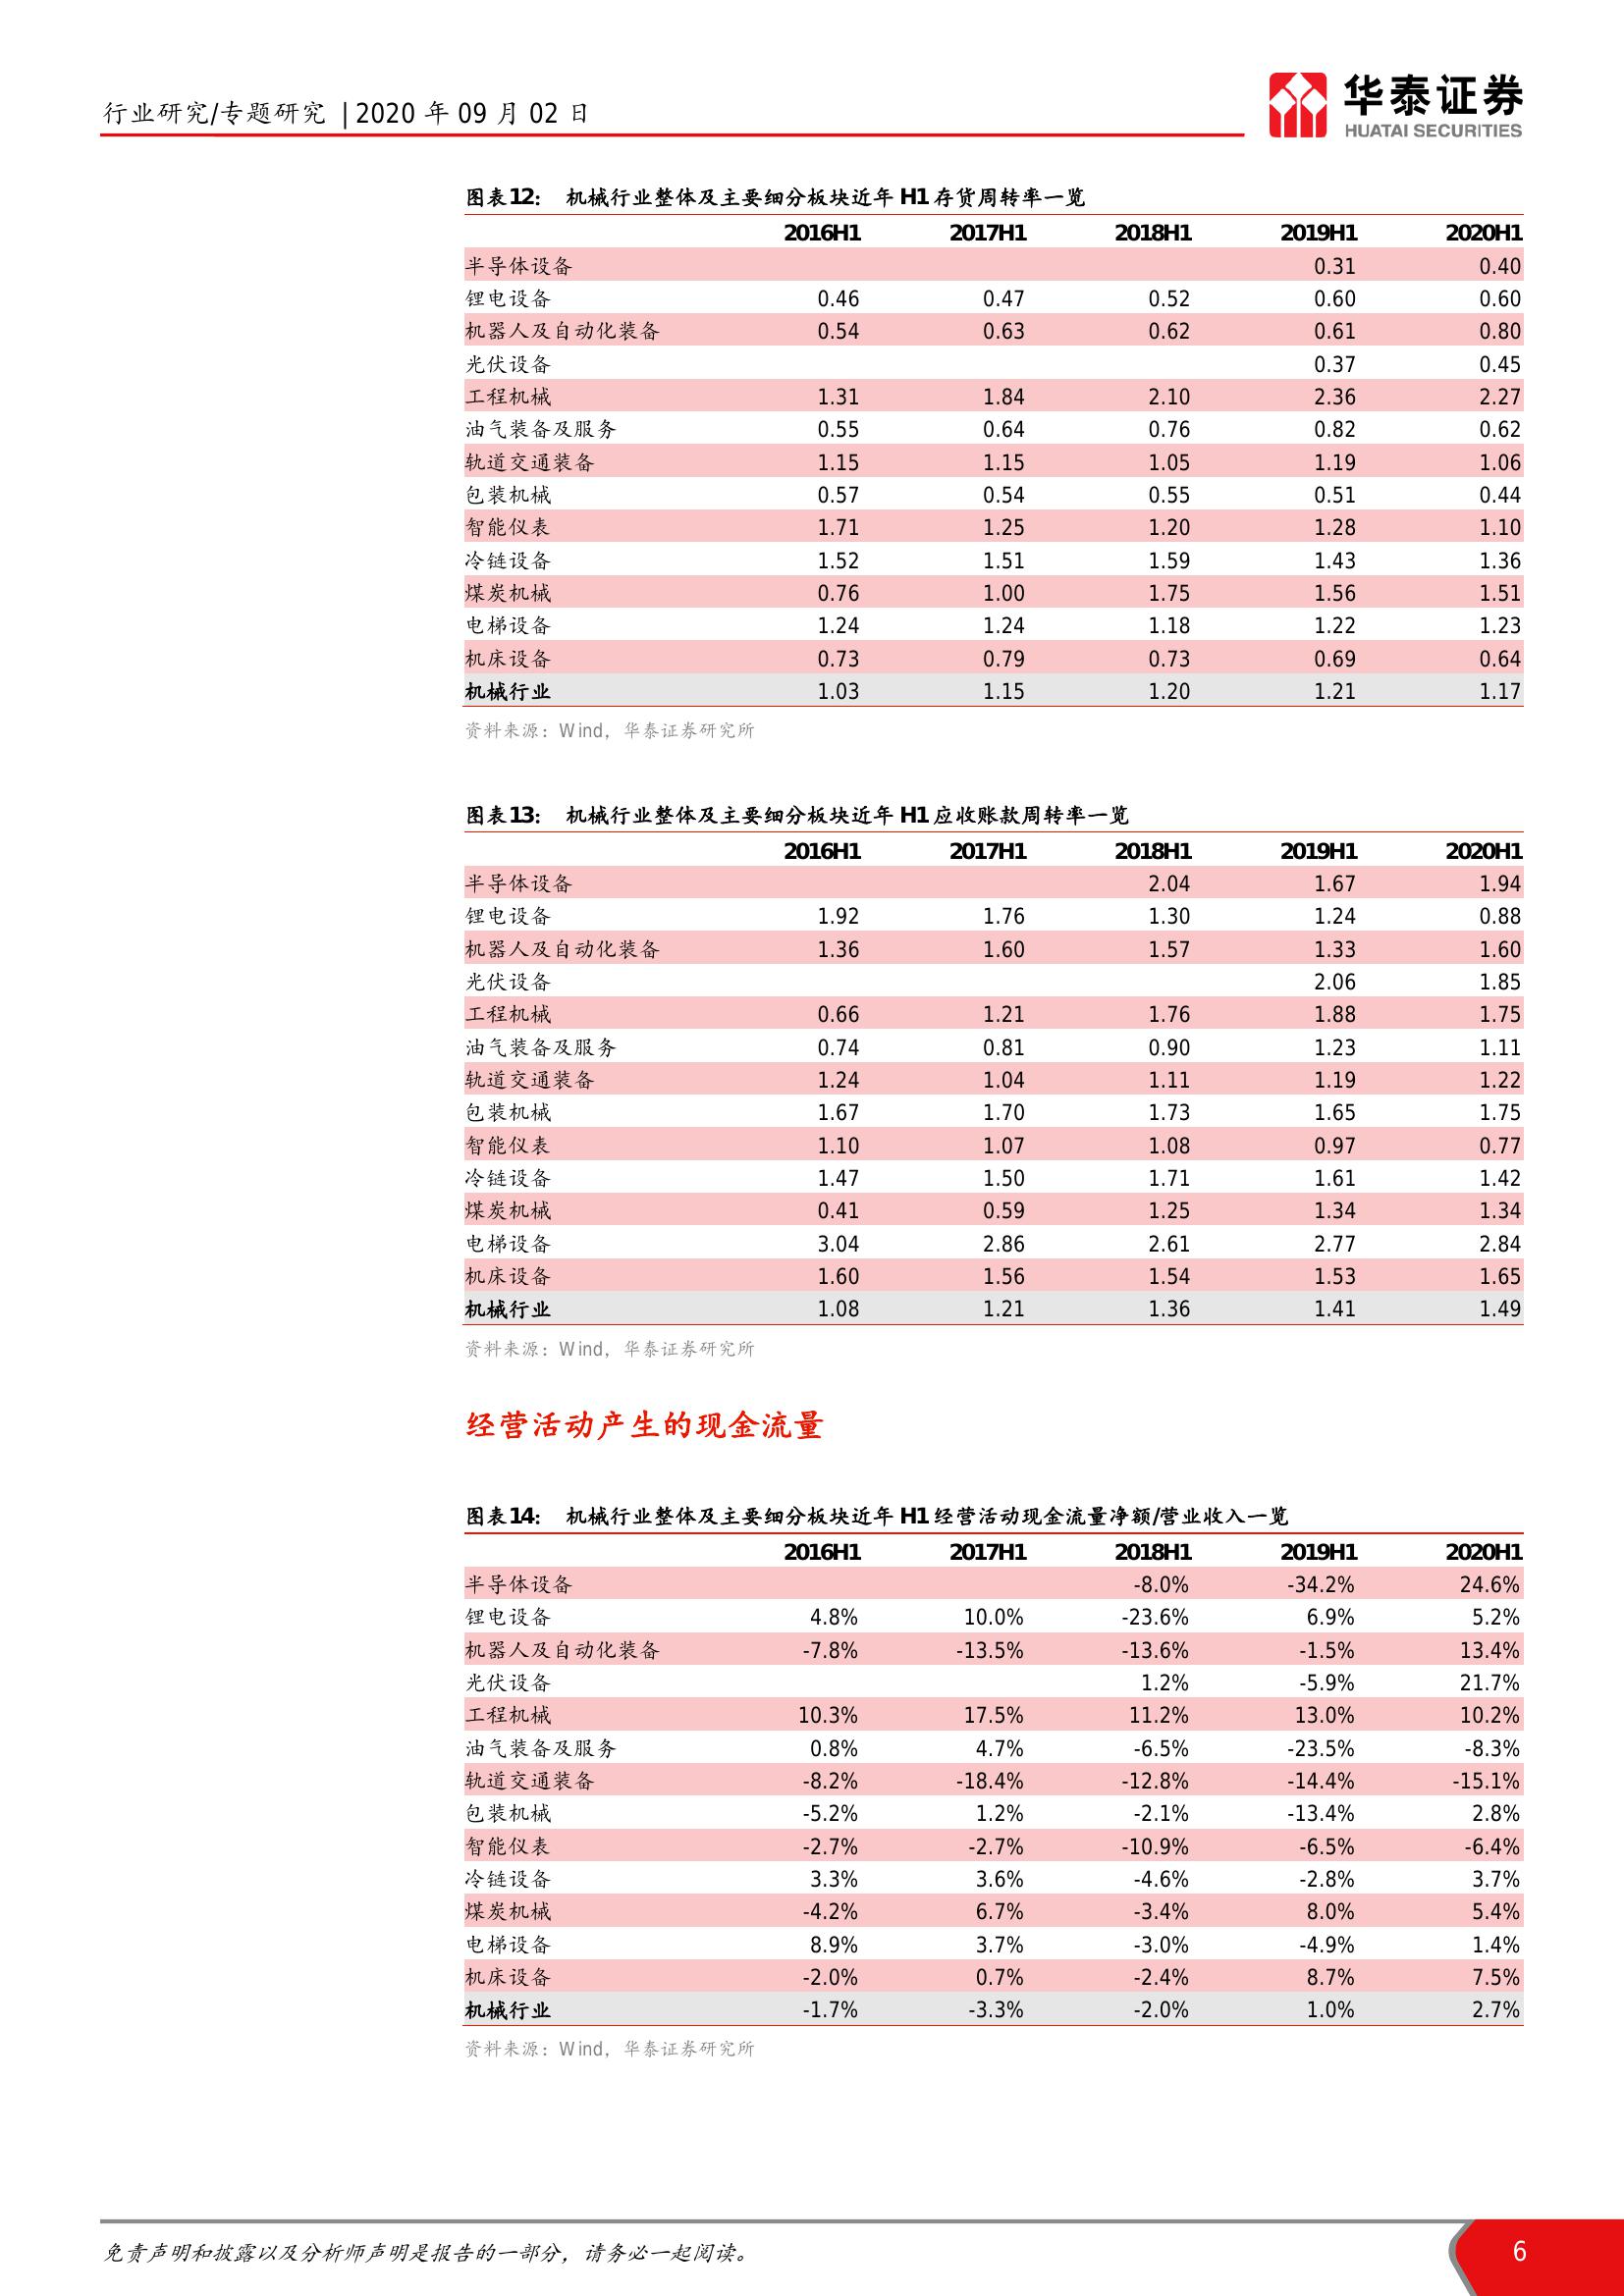 行业研究/专题研究 | 2020 年 09 月 02 日
华泰证券
HUATAI SECURITIES
图表12： 机械行业整体及主要细分板块近年 H1 存货周转率一览
2016H1 2017H1 2018H1 2019H1 2020H1
半导体设备 0.31 0.40
锂电设备 0.46 0.47 0.52 0.60 0.60
机器人及自动化装备 0.54 0.63 0.62 0.61 0.80
光伏设备 0.37 0.45
工程机械 1.31 1.84 2.10 2.36 2.27
油气装备及服务 0.55 0.64 0.76 0.82 0.62
轨道交通装备 1.15 1.15 1.05 1.19 1.06
包装机械 0.57 0.54 0.55 0.51 0.44
智能仪表 1.71 1.25 1.20 1.28 1.10
冷链设备 1.52 1.51 1.59 1.43 1.36
煤炭机械 0.76 1.00 1.75 1.56 1.51
电梯设备 1.24 1.24 1.18 1.22 1.23
机床设备 0.73 0.79 0.73 0.69 0.64
机械行业 1.03 1.15 1.20 1.21 1.17
资料来源：Wind，华泰证券研究所
图表13： 机械行业整体及主要细分板块近年 H1 应收账款周转率一览
2016H1 2017H1 2018H1 2019H1 2020H1
半导体设备 2.04 1.67 1.94
锂电设备 1.92 1.76 1.30 1.24 0.88
机器人及自动化装备 1.36 1.60 1.57 1.33 1.60
光伏设备 2.06 1.85
工程机械 0.66 1.21 1.76 1.88 1.75
油气装备及服务 0.74 0.81 0.90 1.23 1.11
轨道交通装备 1.24 1.04 1.11 1.19 1.22
包装机械 1.67 1.70 1.73 1.65 1.75
智能仪表 1.10 1.07 1.08 0.97 0.77
冷链设备 1.47 1.50 1.71 1.61 1.42
煤炭机械 0.41 0.59 1.25 1.34 1.34
电梯设备 3.04 2.86 2.61 2.77 2.84
机床设备 1.60 1.56 1.54 1.53 1.65
机械行业 1.08 1.21 1.36 1.41 1.49
资料来源：Wind，华泰证券研究所
经营活动产生的现金流量
图表14： 机械行业整体及主要细分板块近年 H1 经营活动现金流量净额/营业收入一览
2016H1 2017H1 2018H1 2019H1 2020H1
半导体设备 -8.0% -34.2% 24.6%
锂电设备 4.8% 10.0% -23.6% 6.9% 5.2%
机器人及自动化装备 -7.8% -13.5% -13.6% -1.5% 13.4%
光伏设备 1.2% -5.9% 21.7%
工程机械 10.3% 17.5% 11.2% 13.0% 10.2%
油气装备及服务 0.8% 4.7% -6.5% -23.5% -8.3%
轨道交通装备 -8.2% -18.4% -12.8% -14.4% -15.1%
包装机械 -5.2% 1.2% -2.1% -13.4% 2.8%
智能仪表 -2.7% -2.7% -10.9% -6.5% -6.4%
冷链设备 3.3% 3.6% -4.6% -2.8% 3.7%
煤炭机械 -4.2% 6.7% -3.4% 8.0% 5.4%
电梯设备 8.9% 3.7% -3.0% -4.9% 1.4%
机床设备 -2.0% 0.7% -2.4% 8.7% 7.5%
机械行业 -1.7% -3.3% -2.0% 1.0% 2.7%
资料来源：Wind，华泰证券研究所
免责声明和披露以及分析师声明是报告的一部分，请务必一起阅读。
6